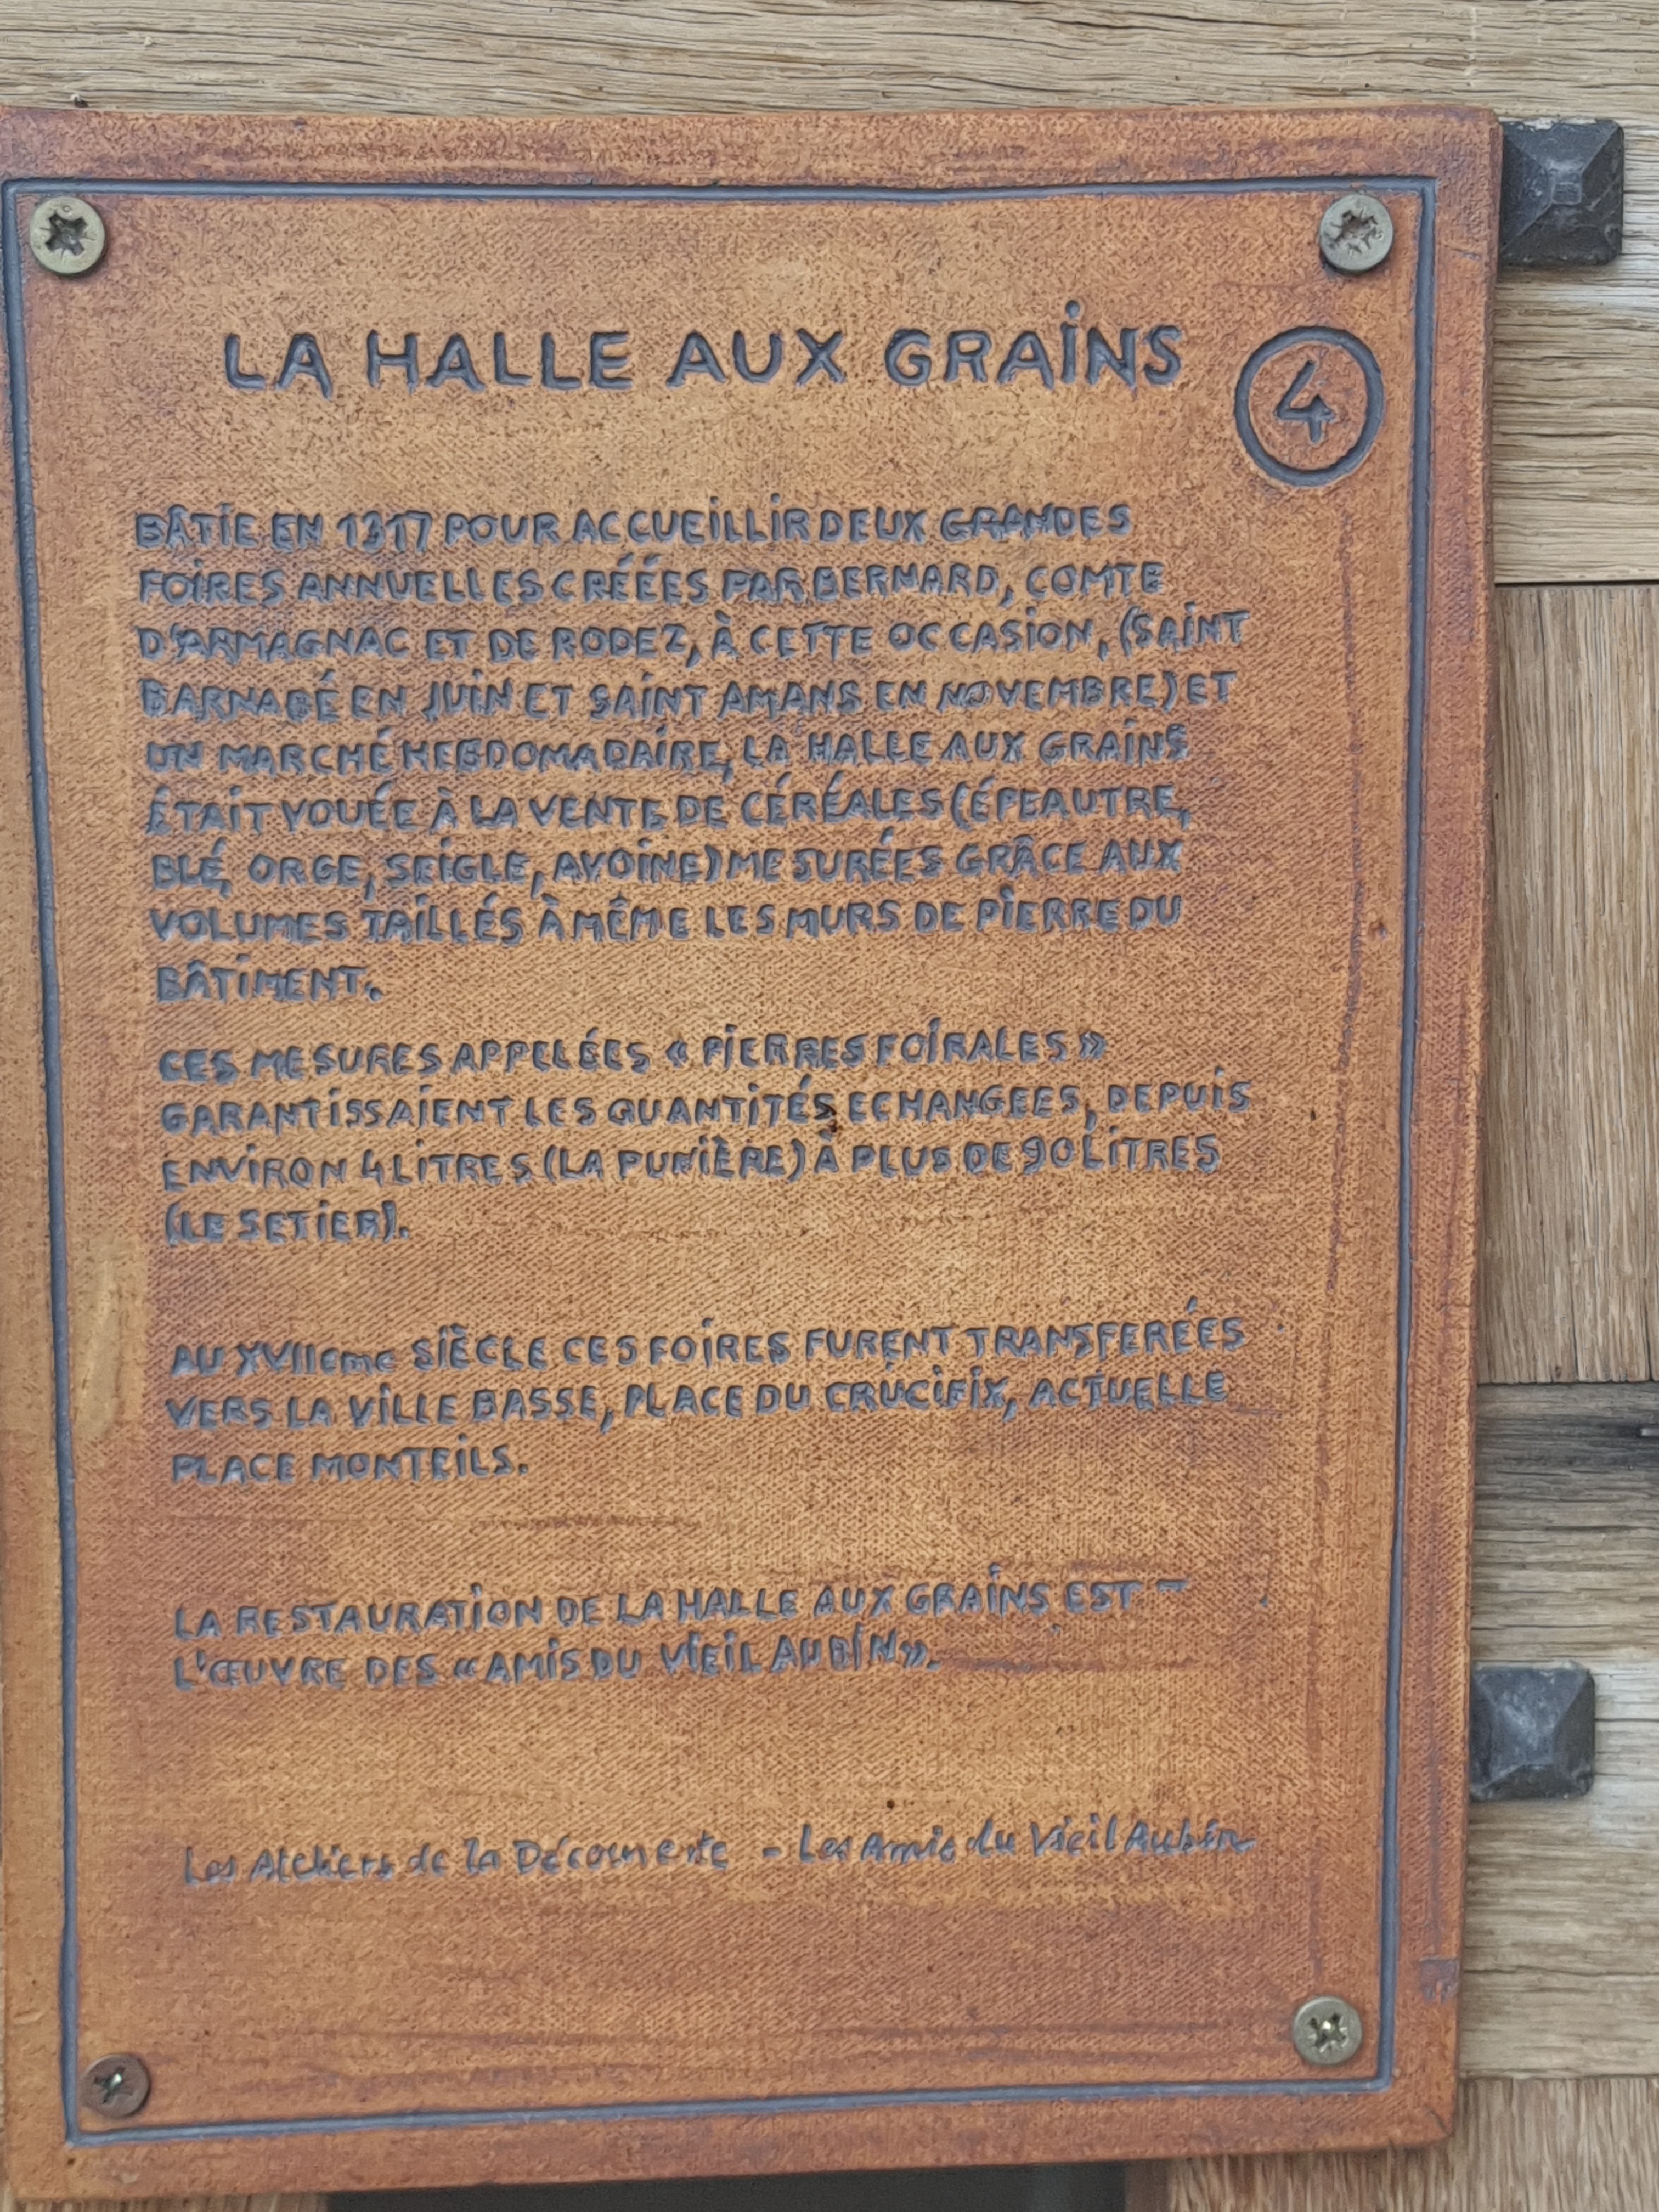 LA HALLE AUX GRAINS
4
BÂTIE EN 1317 POUR ACCUEILLIR DEUX GRANDES
FOIRES ANNUELLES CRÉÉES PAR BERNARD, COMTE
D'ARMAGNAC ET DE RODEZ, À CETTE OCCASION, (SAINT
BARNABÉ EN JUIN ET SAINT AMANS EN NOVEMBRE) ET
UN MARCHÉ HEBDOMADAIRE, LA HALLE AUX GRAINS
ÉTAIT VOUÉE À LA VENTE DE CÉRÉALES (ÉPEAUTRE,
BLÉ, ORGE, SEIGLE, AVOINE) MESURÉES GRÂCE AUX
VOLUMES TAILLÉS À MÊME LES MURS DE PIERRE DU
BÂTIMENT.
CES MESURES APPELÉES « PIERRES FOIRALES »
GARANTISSAIENT LES QUANTITÉS ECHANGEES, DEPUIS
ENVIRON 4 LITRES (LA PUNIÈRE) À PLUS DE 90 LITRES
(LE SETIER).
AU XVIIeme SIÈCLE CES FOIRES FURENT TRANSFERÉES
VERS LA VILLE BASSE, PLACE DU CRUCIFIX, ACTUELLE
PLACE MONTEILS.
LA RESTAURATION DE LA HALLE AUX GRAINS EST –
L'ŒUVRE DES « AMIS DU VIEIL AUBIN ».
Les Ateliers de la Découverte - Les Amis du Vieil Aubin